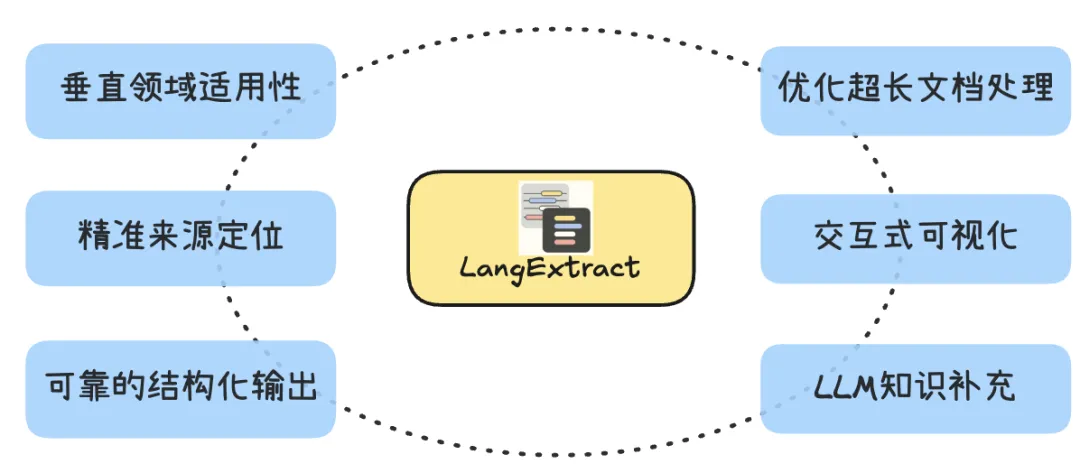 垂直领域适用性
精准来源定位
可靠的结构化输出
LangExtract
优化超长文档处理
交互式可视化
LLM知识补充